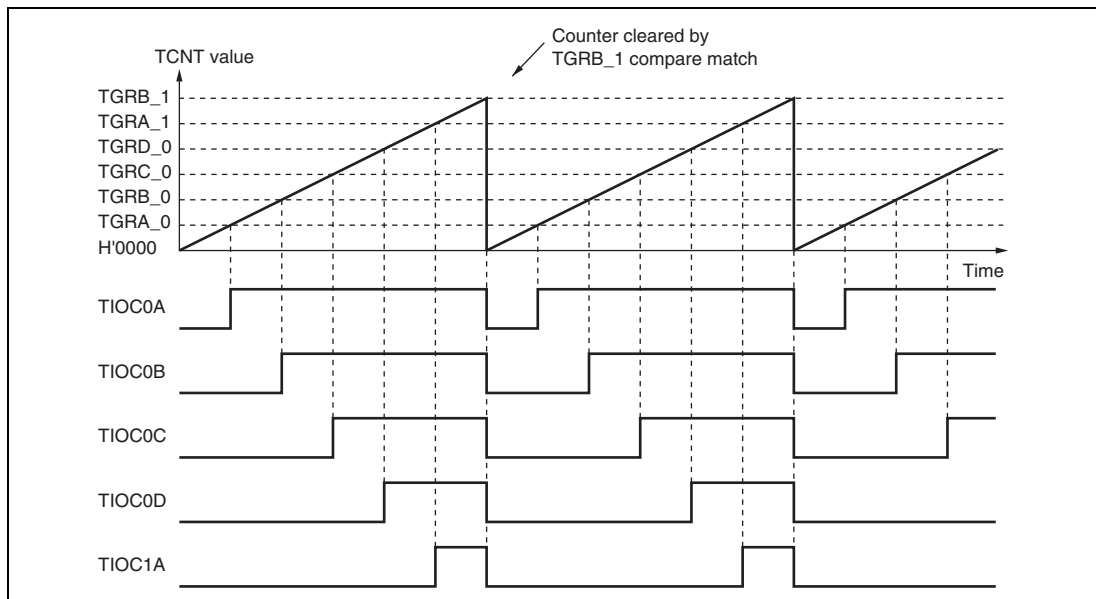 Counter cleared by
TGRB_1 compare match
TCNT value
TGRB_1
TGRA_1
TGRD_0
TGRC_0
TGRB_0
TGRA_0
H'0000
Time
TIOC0A
TIOC0B
TIOC0C
TIOC0D
TIOC1A